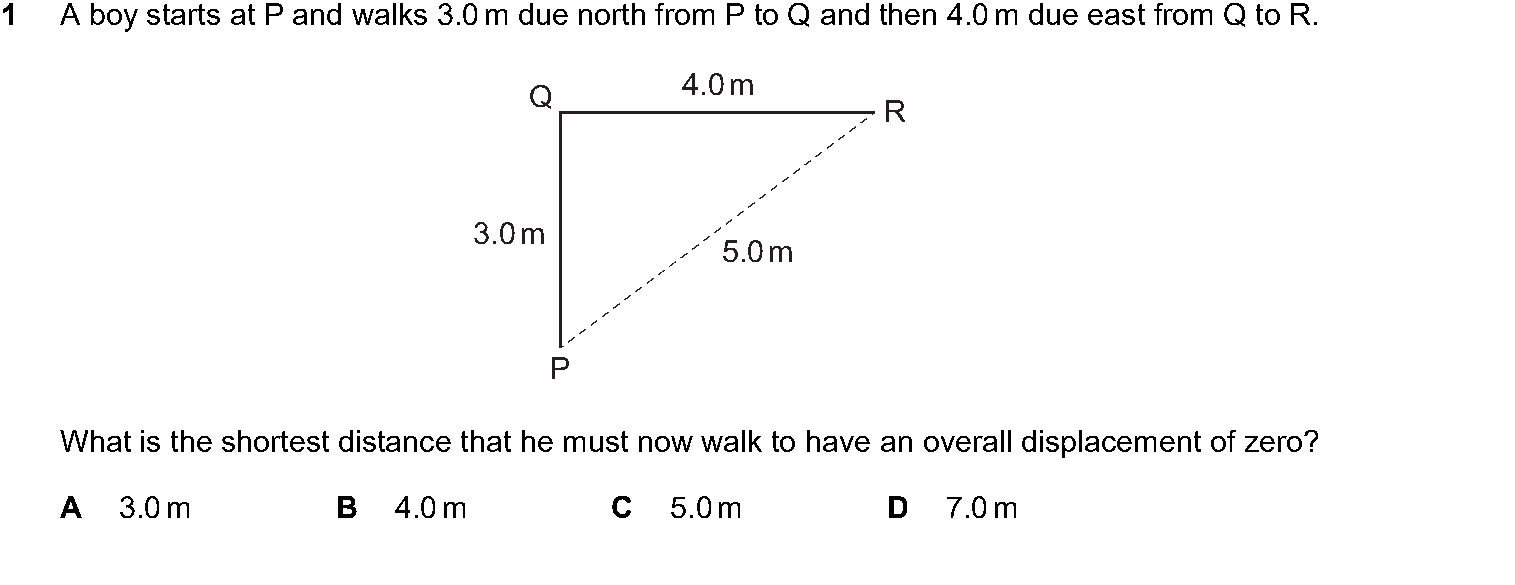 1 A boy starts at P and walks 3.0 m due north from P to Q and then 4.0 m due east from Q to R.
4.0 m
Q
R
3.0 m
5.0 m
P
What is the shortest distance that he must now walk to have an overall displacement of zero?
A 3.0 m B 4.0 m C 5.0 m D 7.0 m